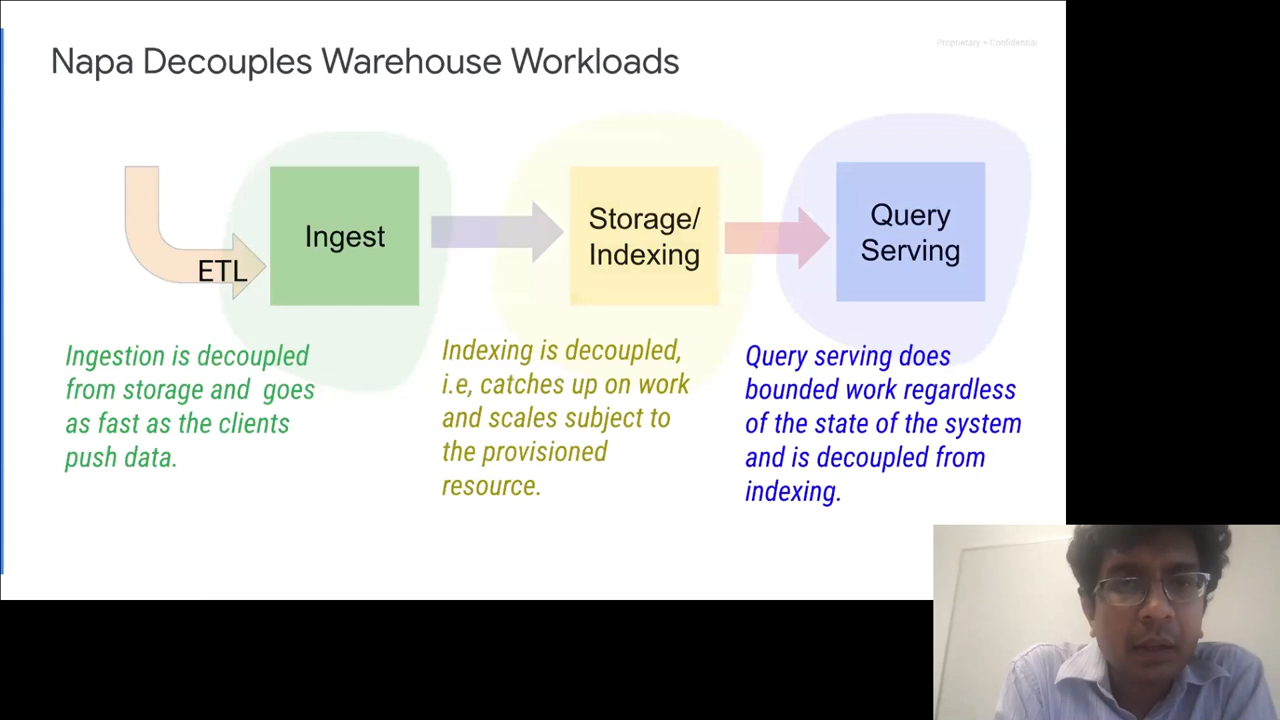 Proprietary + Confidential
Napa Decouples Warehouse Workloads
ETL
Ingest
Storage/
Indexing
Query
Serving
Ingestion is decoupled
from storage and goes
as fast as the clients
push data.
Indexing is decoupled,
i.e, catches up on work
and scales subject to
the provisioned
resource.
Query serving does
bounded work regardless
of the state of the system
and is decoupled from
indexing.